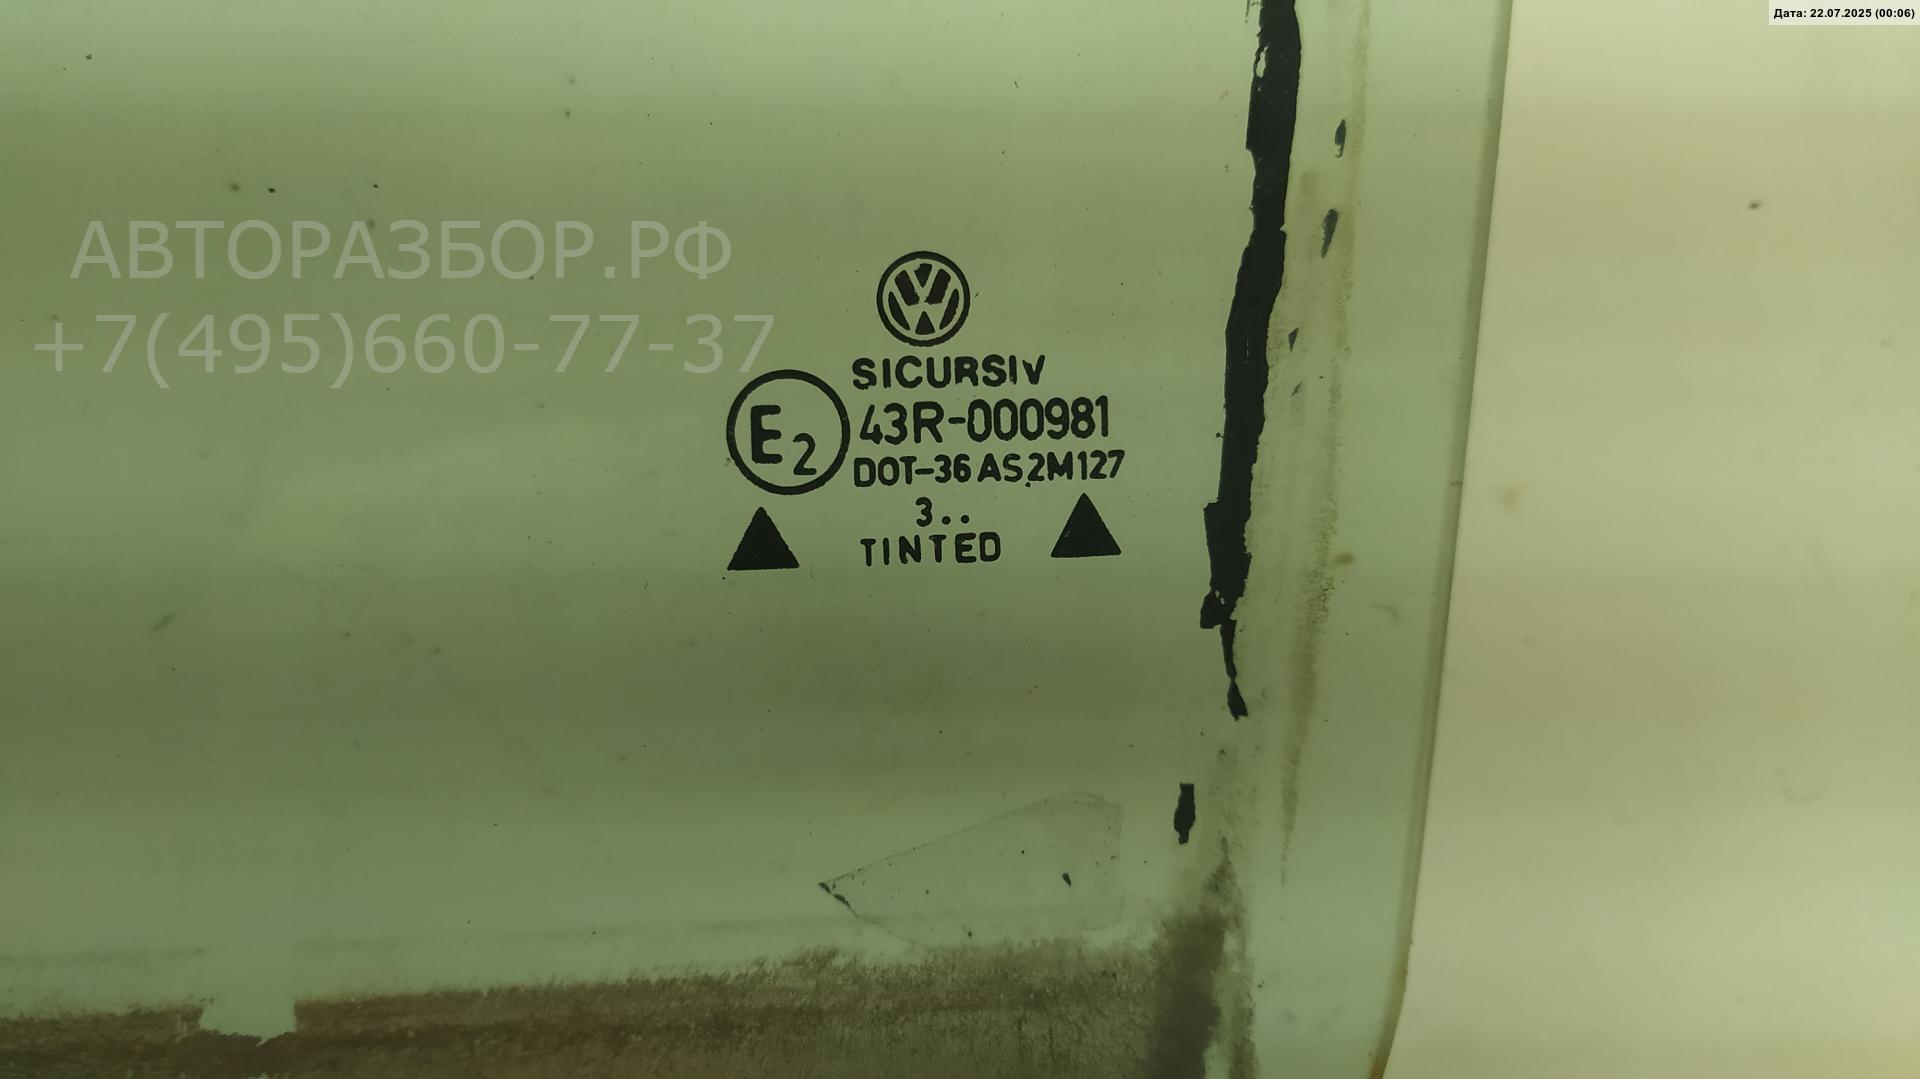 Дата: 22.07.2025 (00:06)
АВТОРАЗБОР.РФ
+7(495)660-77-37
SICURSIV
E2 43R-000981
DOT-36 AS2M127
3..
TINTED